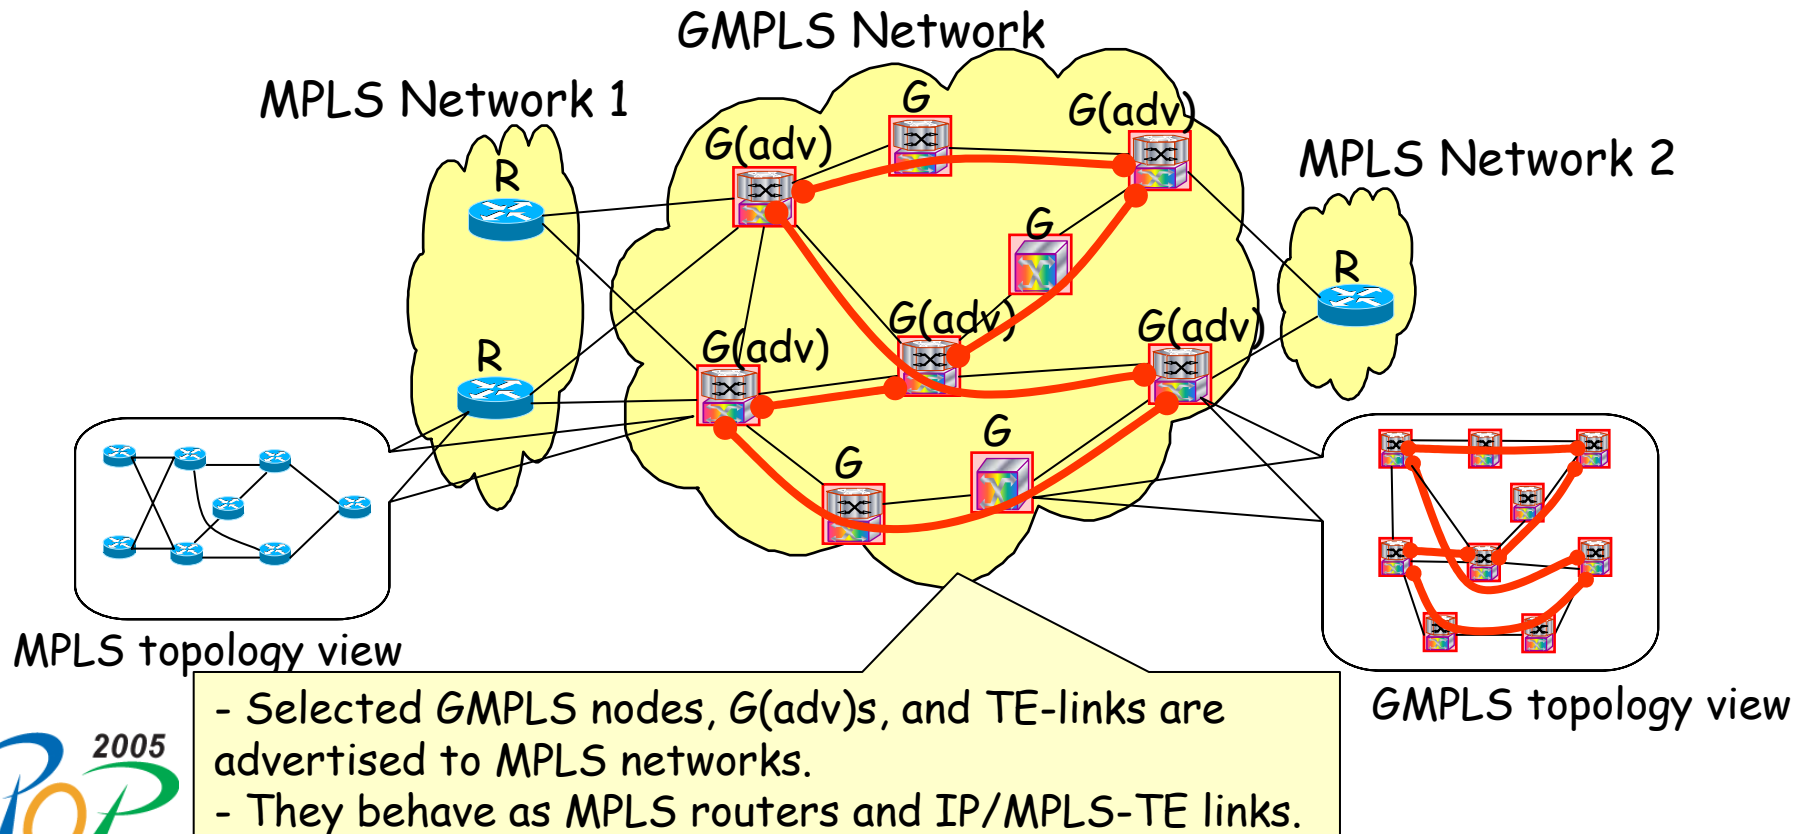 GMPLS Network
MPLS Network 1
G
G(adv)
G(adv)
MPLS Network 2
R
G
R
G(adv)
G(adv)
G(adv)
R
G
G
MPLS topology view
GMPLS topology view
- Selected GMPLS nodes, G(adv)s, and TE-links are
advertised to MPLS networks.
- They behave as MPLS routers and IP/MPLS-TE links.
2005
POP
R